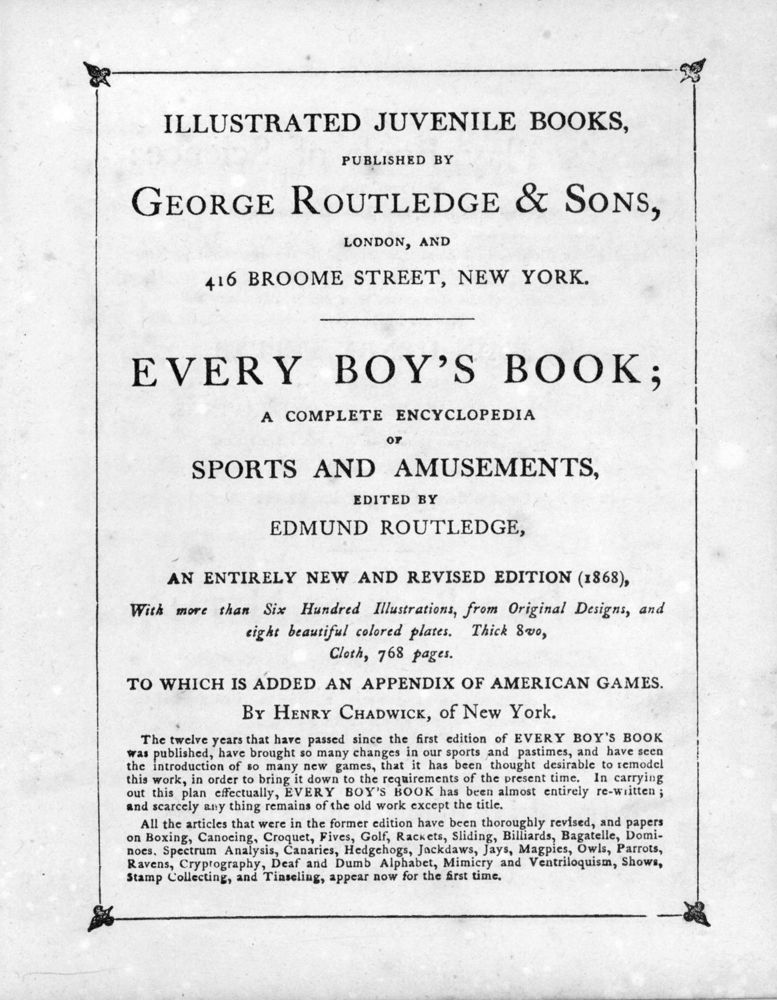 ILLUSTRATED JUVENILE BOOKS,
PUBLISHED BY
GEORGE ROUTLEDGE & SONS,
LONDON, AND
416 BROOME STREET, NEW YORK.
EVERY BOY'S BOOK;
A COMPLETE ENCYCLOPEDIA
OF
SPORTS AND AMUSEMENTS,
EDITED BY
EDMUND ROUTLEDGE,
AN ENTIRELY NEW AND REVISED EDITION (1868),
With more than Six Hundred Illustrations, from Original Designs, and
eight beautiful colored plates. Thick 8vo,
Cloth, 768 pages.
TO WHICH IS ADDED AN APPENDIX OF AMERICAN GAMES.
BY HENRY CHADWICK, of New York.
The twelve years that have passed since the first edition of EVERY BOY'S BOOK
was published, have brought so many changes in our sports and pastimes, and have seen
the introduction of so many new games, that it has been thought desirable to remodel
this work, in order to bring it down to the requirements of the present time. In carrying
out this plan effectually, EVERY BOY'S BOOK has been almost entirely re-written;
and scarcely any thing remains of the old work except the title.
All the articles that were in the former edition have been thoroughly revised, and papers
on Boxing, Canoeing, Croquet, Fives, Golf, Rackets, Sliding, Billiards, Bagatelle, Domi-
noes, Spectrum Analysis, Canaries, Hedgehogs, Jackdaws, Jays, Magpies, Owls, Parrots,
Ravens, Cryptography, Deaf and Dumb Alphabet, Mimicry and Ventriloquism, Shows,
Stamp Collecting, and Tinseling, appear now for the first time.